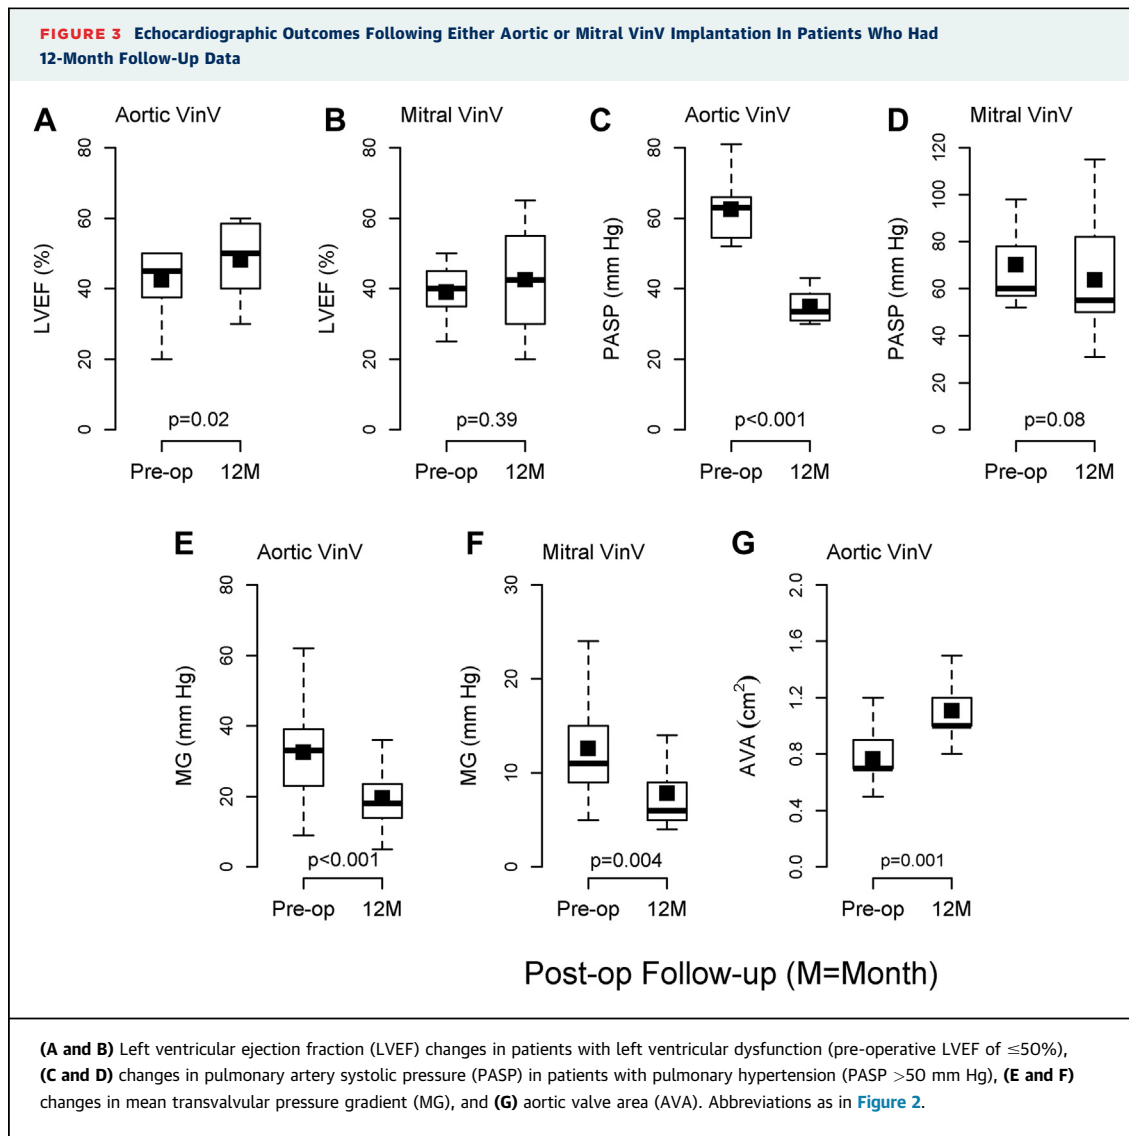 FIGURE 3 Echocardiographic Outcomes Following Either Aortic or Mitral VinV Implantation In Patients Who Had
12-Month Follow-Up Data
A
Aortic VinV
LVEF (%)
80
60
40
20
0
p=0.02
Pre-op 12M
B
Mitral VinV
LVEF (%)
80
60
40
20
0
p=0.39
Pre-op 12M
C
Aortic VinV
PASP (mm Hg)
80
60
40
20
0
p<0.001
Pre-op 12M
D
Mitral VinV
PASP (mm Hg)
120
100
80
60
40
20
0
p=0.08
Pre-op 12M
E
Aortic VinV
MG (mm Hg)
80
60
40
20
0
p<0.001
Pre-op 12M
F
Mitral VinV
MG (mm Hg)
30
20
10
0
p=0.004
Pre-op 12M
G
Aortic VinV
AVA (cm²)
2.0
1.6
1.2
0.8
0.4
0.0
p=0.001
Pre-op 12M
Post-op Follow-up (M=Month)
(A and B) Left ventricular ejection fraction (LVEF) changes in patients with left ventricular dysfunction (pre-operative LVEF of ≤50%),
(C and D) changes in pulmonary artery systolic pressure (PASP) in patients with pulmonary hypertension (PASP >50 mm Hg), (E and F)
changes in mean transvalvular pressure gradient (MG), and (G) aortic valve area (AVA). Abbreviations as in Figure 2.